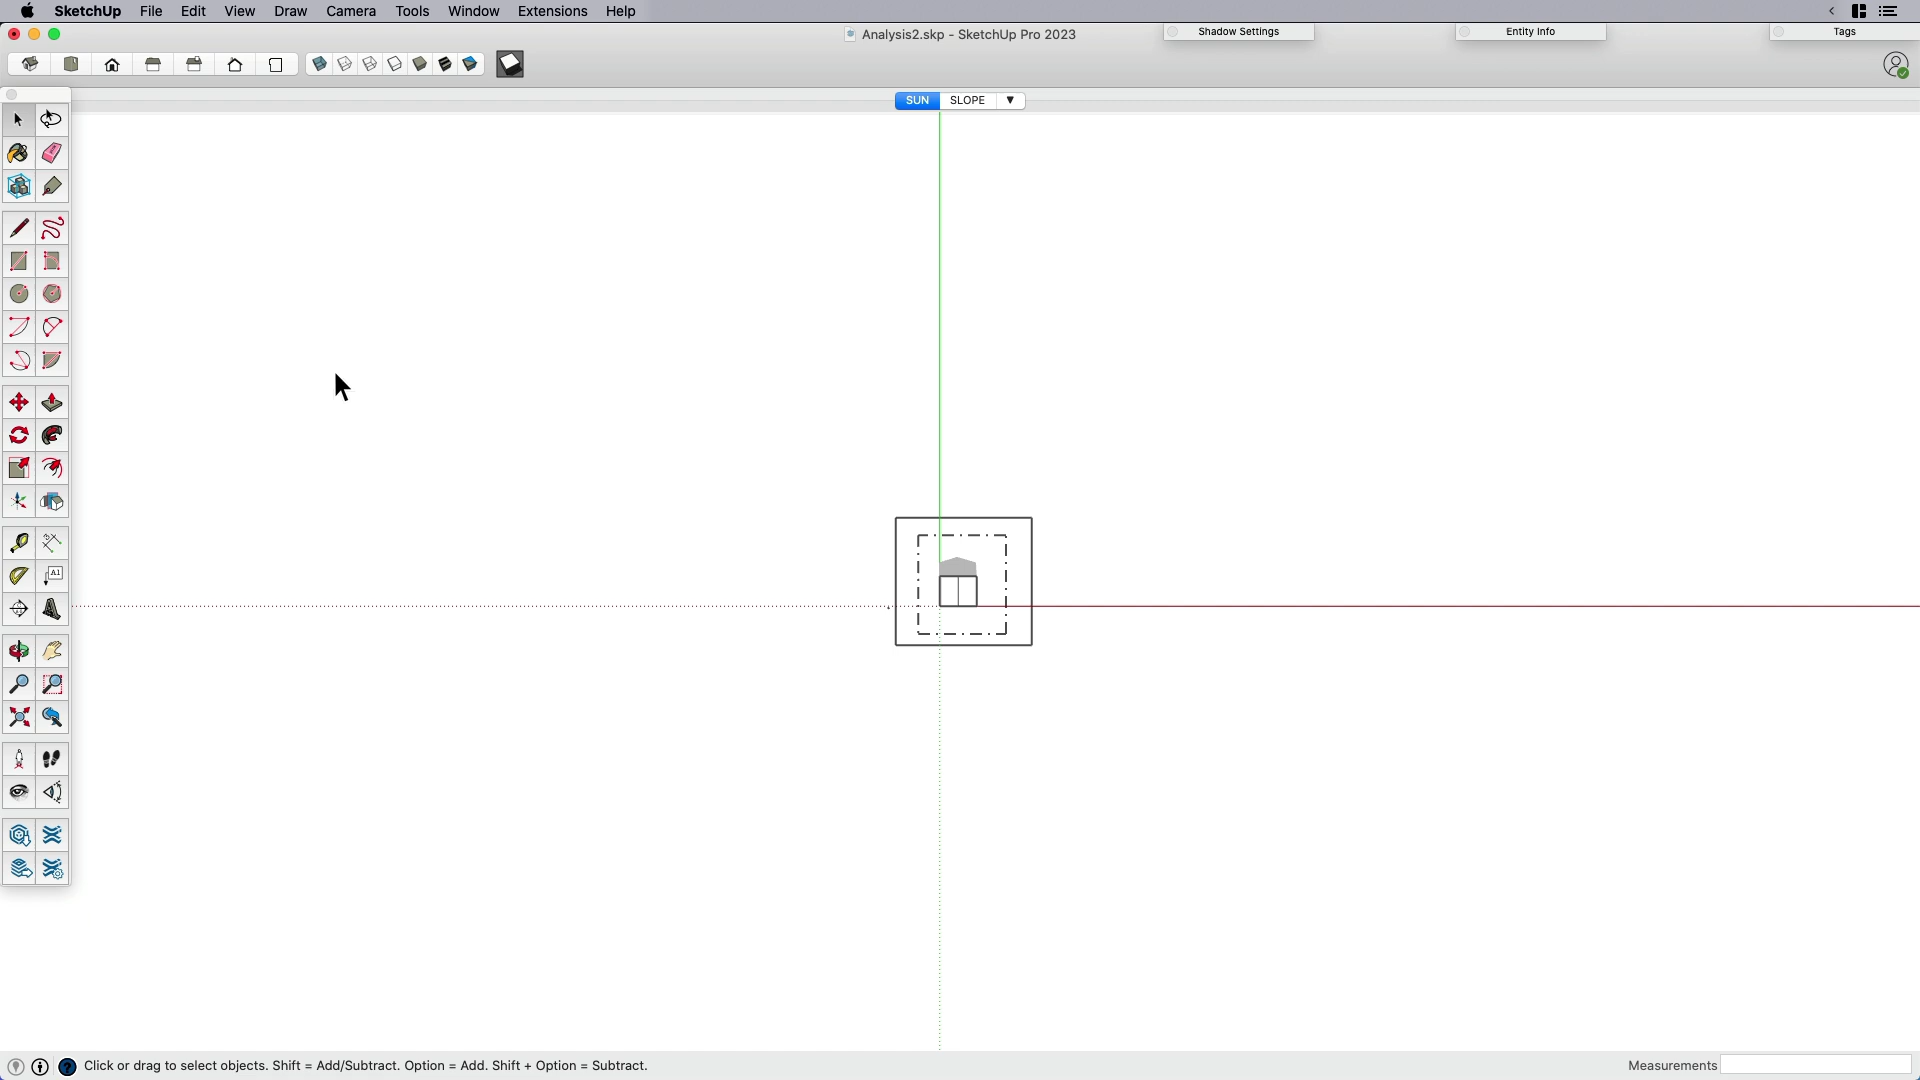 SketchUp File Edit View Draw Camera Tools Window Extensions Help
Analysis2.skp - SketchUp Pro 2023
Shadow Settings
Entity Info
Tags
SUN SLOPE ▼
A1
Click or drag to select objects. Shift = Add/Subtract. Option = Add. Shift + Option = Subtract.
Measurements